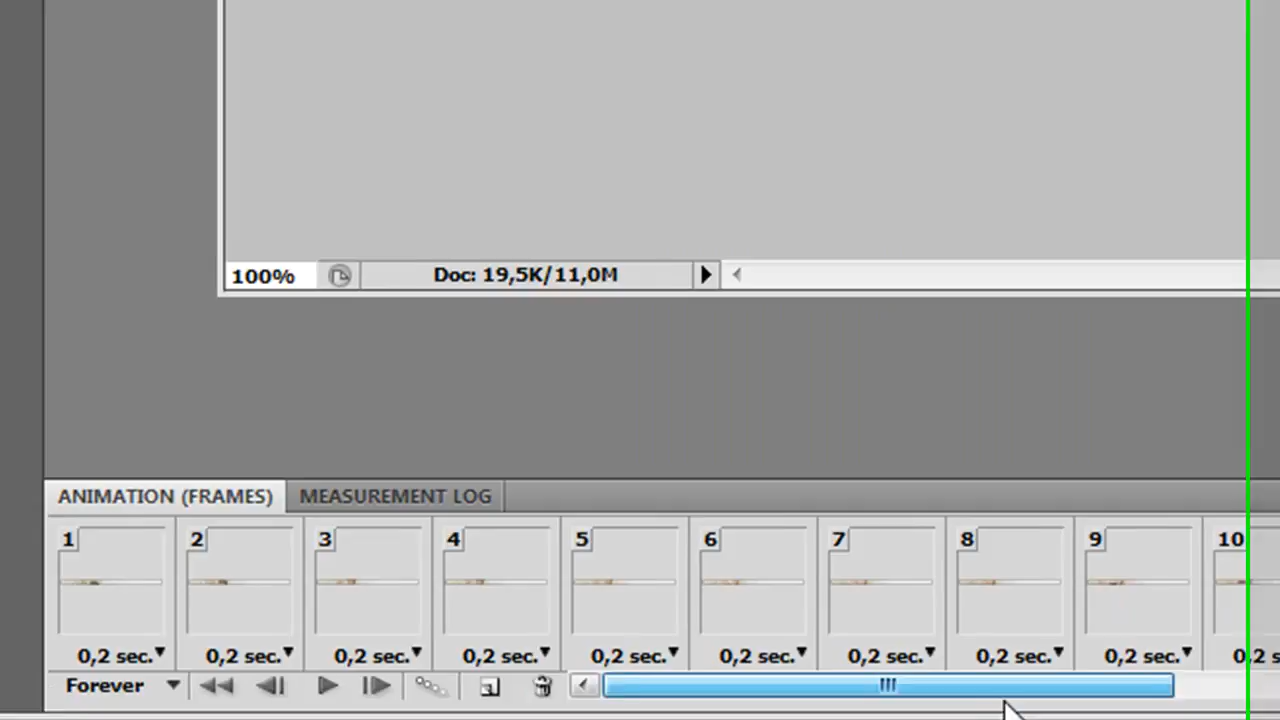 100% Doc: 19,5K/11,0M
ANIMATION (FRAMES) MEASUREMENT LOG
1 2 3 4 5 6 7 8 9 10
0,2 sec. 0,2 sec. 0,2 sec. 0,2 sec. 0,2 sec. 0,2 sec. 0,2 sec. 0,2 sec. 0,2 sec. 0,2 s
Forever